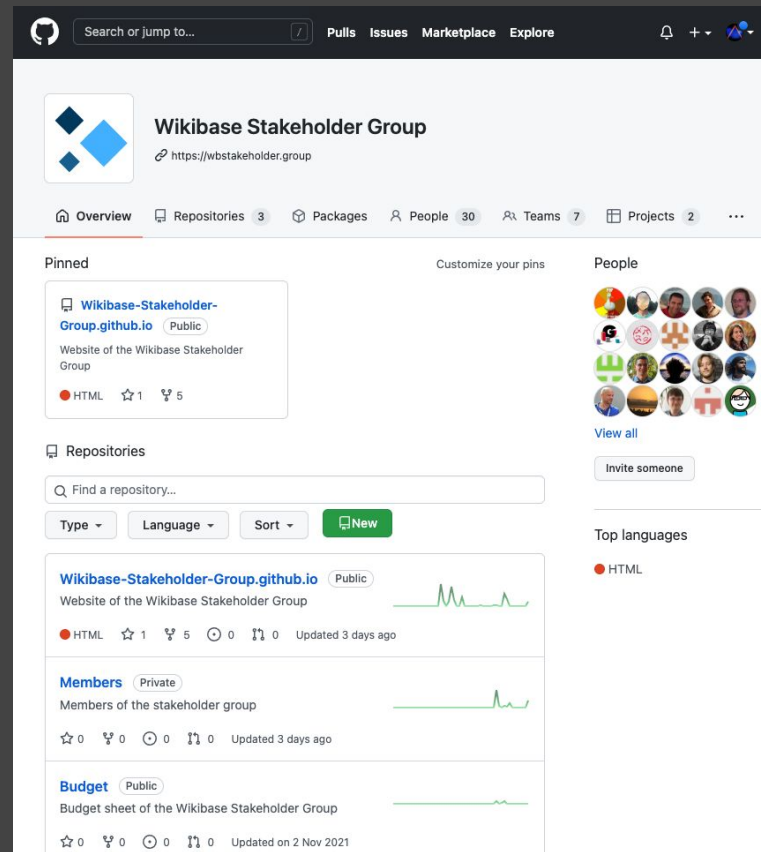 Search or jump to... / Pulls Issues Marketplace Explore
Wikibase Stakeholder Group
https://wbstakeholder.group
Overview Repositories 3 Packages People 30 Teams 7 Projects 2 ...
Pinned Customize your pins People
Wikibase-Stakeholder-
Group.github.io Public
Website of the Wikibase Stakeholder
Group
HTML 1 5
View all
Repositories
Invite someone
Find a repository...
Type Language Sort New
Top languages
HTML
Wikibase-Stakeholder-Group.github.io Public
Website of the Wikibase Stakeholder Group
HTML 1 5 0 0 Updated 3 days ago
Members Private
Members of the stakeholder group
0 0 0 0 Updated 3 days ago
Budget Public
Budget sheet of the Wikibase Stakeholder Group
0 0 0 0 Updated on 2 Nov 2021